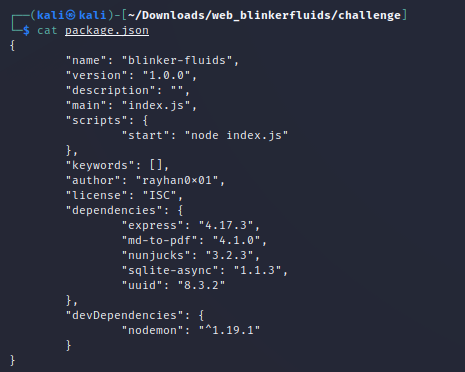 ┌──(kali㉿kali)-[~/Downloads/web_blinkerfluids/challenge]
└─$ cat package.json
{
        "name": "blinker-fluids",
        "version": "1.0.0",
        "description": "",
        "main": "index.js",
        "scripts": {
                "start": "node index.js"
        },
        "keywords": [],
        "author": "rayhan0×01",
        "license": "ISC",
        "dependencies": {
                "express": "4.17.3",
                "md-to-pdf": "4.1.0",
                "nunjucks": "3.2.3",
                "sqlite-async": "1.1.3",
                "uuid": "8.3.2"
        },
        "devDependencies": {
                "nodemon": "^1.19.1"
        }
}